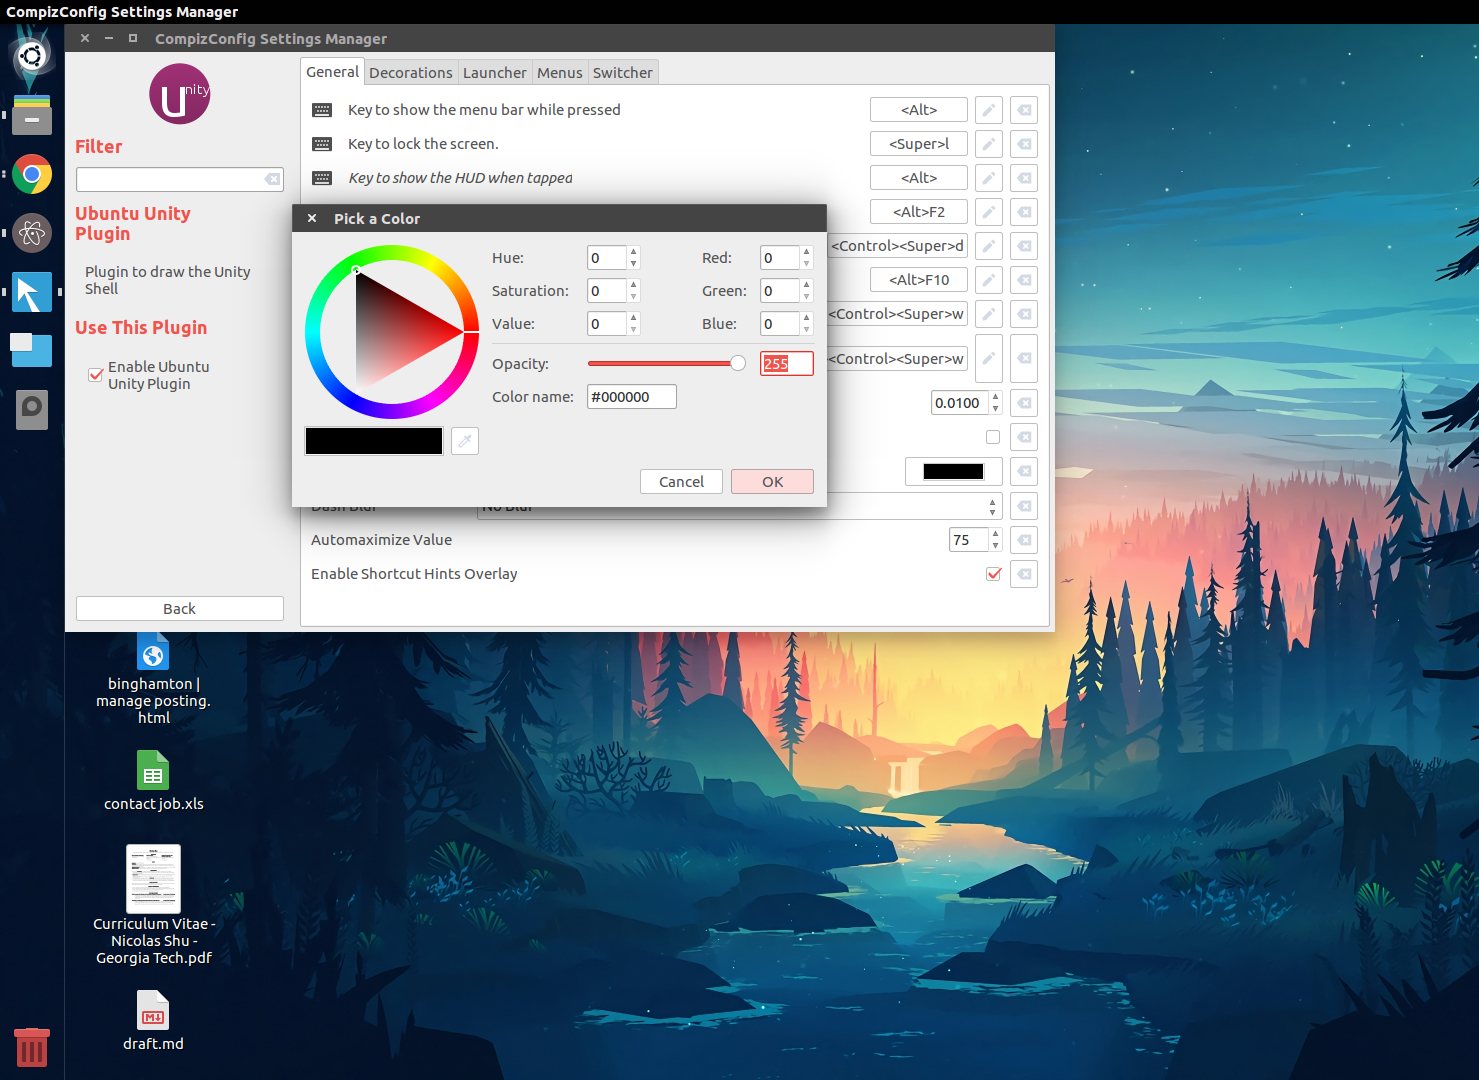 CompizConfig Settings Manager
CompizConfig Settings Manager
Unity
Filter
Ubuntu Unity
Plugin
Plugin to draw the Unity
Shell
Use This Plugin
Enable Ubuntu
Unity Plugin
Back
General Decorations Launcher Menus Switcher
Key to show the menu bar while pressed <Alt>
Key to lock the screen. <Super>l
Key to show the HUD when tapped <Alt>
<Alt>F2
<Control><Super>d
<Alt>F10
<Control><Super>w
<Control><Super>w
0.0100
Dash Blur No Blur
Automaximize Value 75
Enable Shortcut Hints Overlay
Pick a Color
Hue: 0 Red: 0
Saturation: 0 Green: 0
Value: 0 Blue: 0
Opacity: 255
Color name: #000000
Cancel OK
binghamton |
manage posting.
html
contact job.xls
Curriculum Vitae -
Nicolas Shu -
Georgia Tech.pdf
draft.md